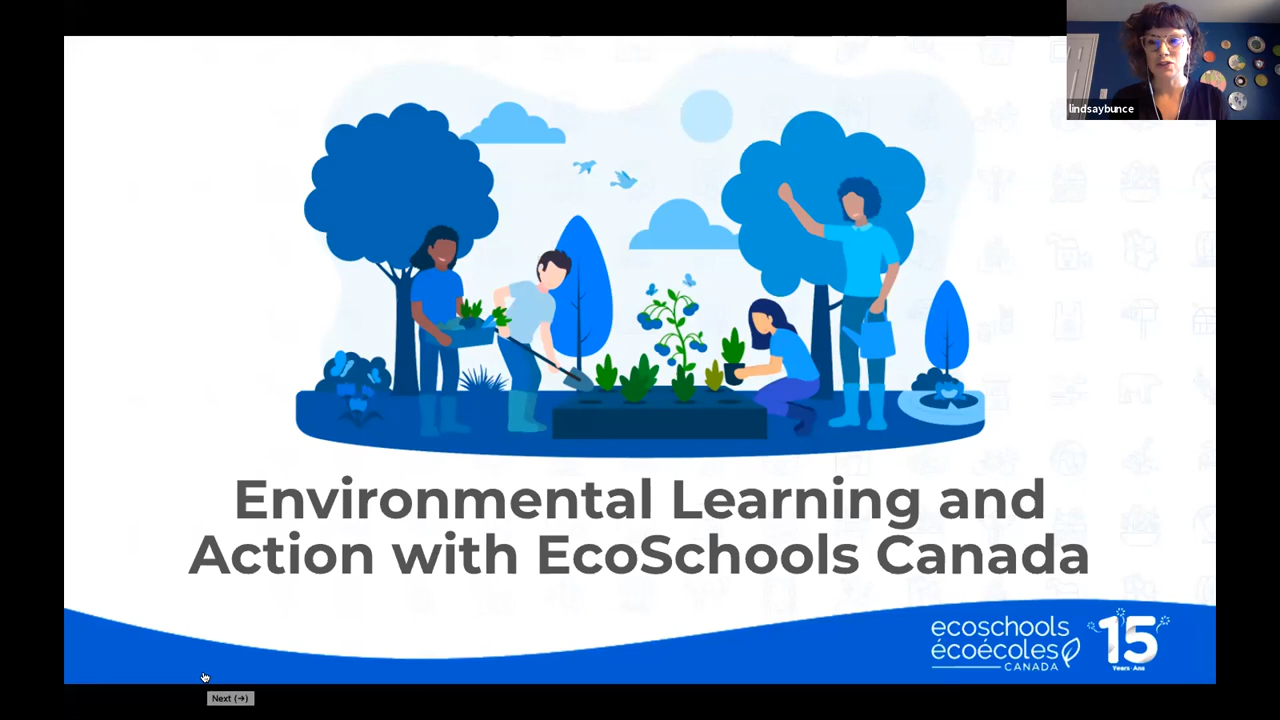 lindsaybunce
Environmental Learning and
Action with EcoSchools Canada
ecoschools
écoécoles
CANADA
15
Years·Ans
Next (→)